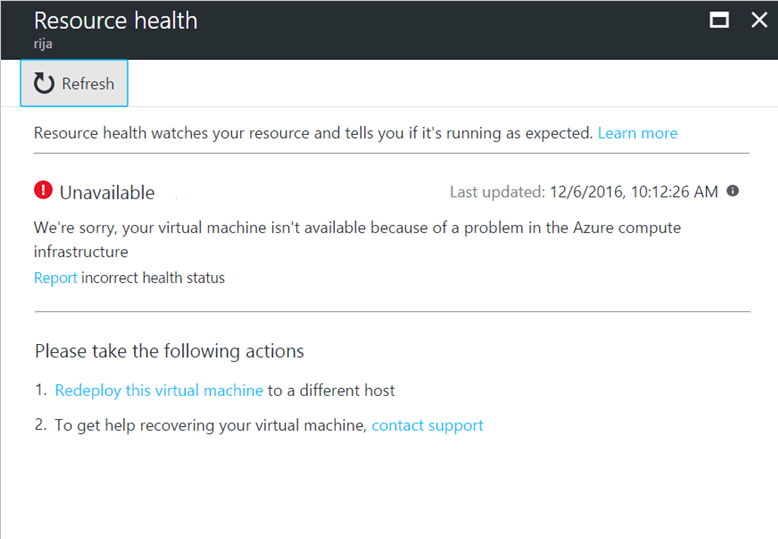 Resource health
rija
Refresh
Resource health watches your resource and tells you if it's running as expected. Learn more
Unavailable Last updated: 12/6/2016, 10:12:26 AM
We're sorry, your virtual machine isn't available because of a problem in the Azure compute
infrastructure
Report incorrect health status
Please take the following actions
1. Redeploy this virtual machine to a different host
2. To get help recovering your virtual machine, contact support